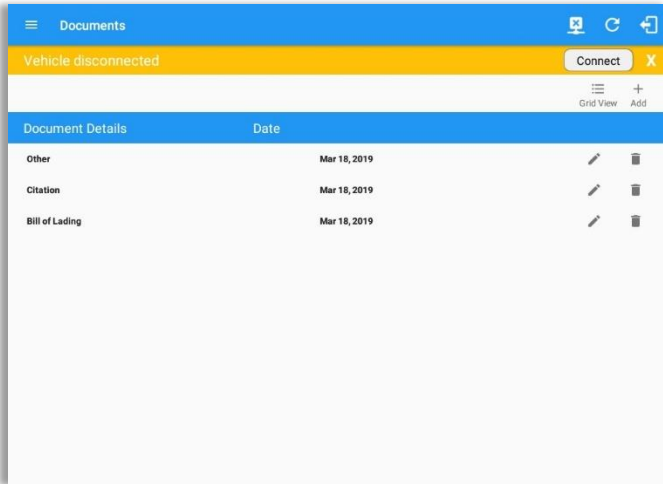 Documents
Vehicle disconnected Connect X
Grid View Add
Document Details Date
Other Mar 18, 2019
Citation Mar 18, 2019
Bill of Lading Mar 18, 2019